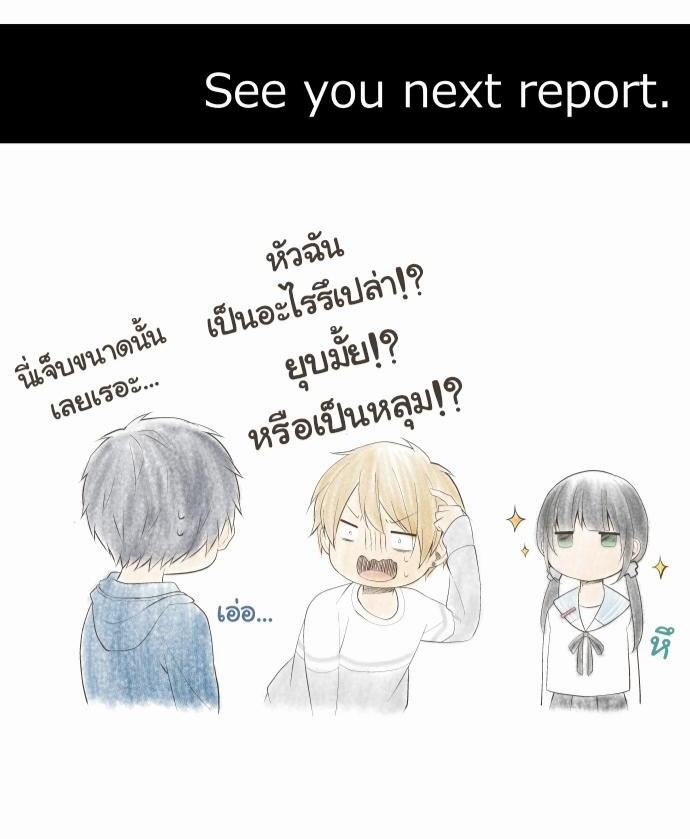 See you next report.
หัวฉัน
เป็นอะไรรึเปล่า!?
ยุบมั้ย!?
หรือเป็นหลุม!?
นี่เจ็บขนาดนั้น
เลยเรอะ...
เอ่อ...
หึ